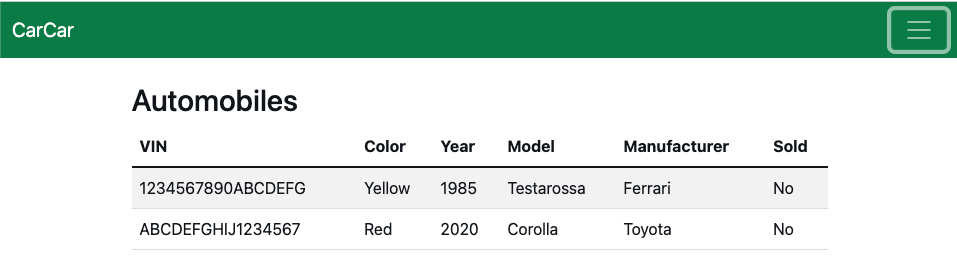 CarCar
Automobiles
VIN Color Year Model Manufacturer Sold
1234567890ABCDEFG Yellow 1985 Testarossa Ferrari No
ABCDEFGHIJ1234567 Red 2020 Corolla Toyota No